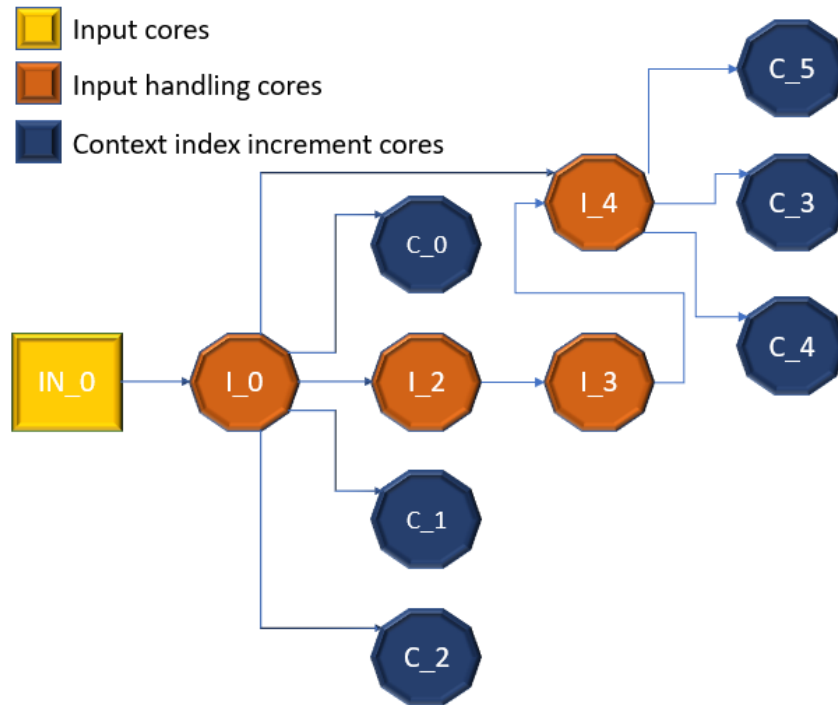 Input cores
Input handling cores
Context index increment cores
C_5
I_4
C_3
C_0
C_4
IN_0
I_0
I_2
I_3
C_1
C_2